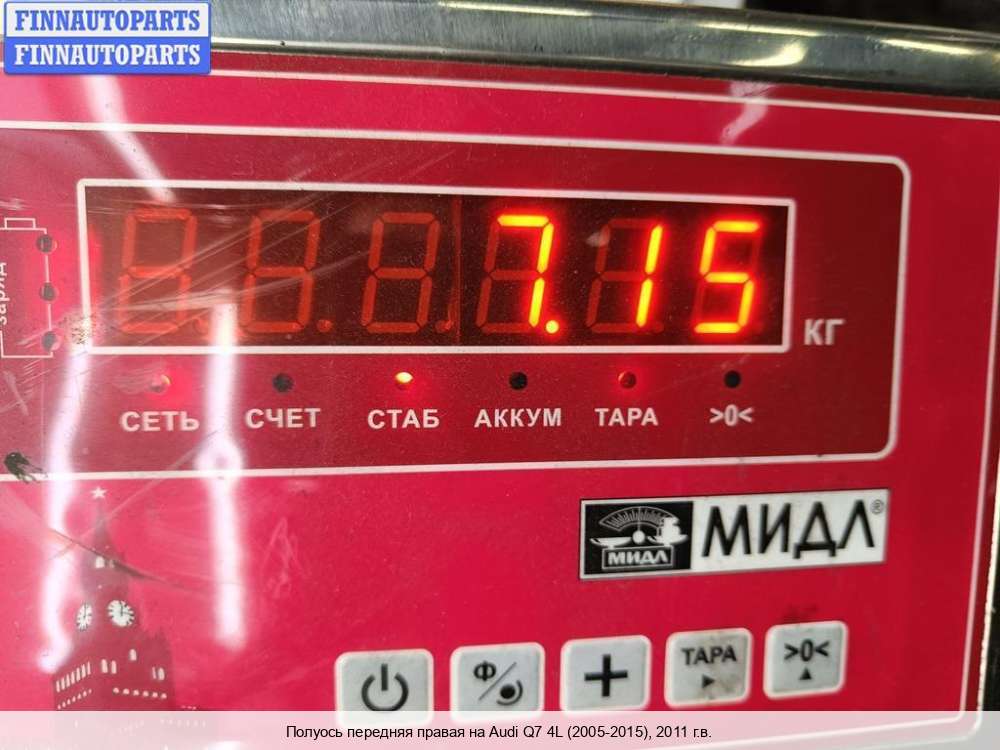 FINNAUTOPARTS
FINNAUTOPARTS
7.15
КГ
заряд
СЕТЬ СЧЕТ СТАБ АККУМ ТАРА >0<
МИДЛ МИДЛ®
Ф ТАРА >0<
Полуось передняя правая на Audi Q7 4L (2005-2015), 2011 г.в.